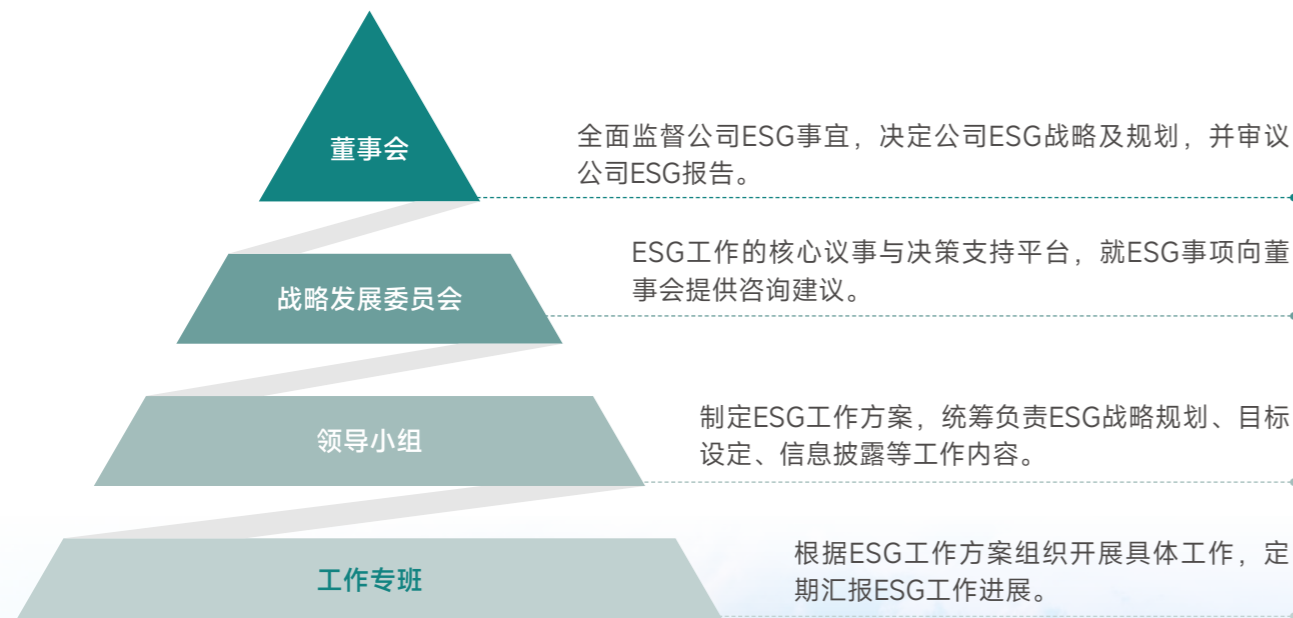 董事会
全面监督公司ESG事宜，决定公司ESG战略及规划，并审议
公司ESG报告。
战略发展委员会
ESG工作的核心议事与决策支持平台，就ESG事项向董
事会提供咨询建议。
领导小组
制定ESG工作方案，统筹负责ESG战略规划、目标
设定、信息披露等工作内容。
工作专班
根据ESG工作方案组织开展具体工作，定
期汇报ESG工作进展。